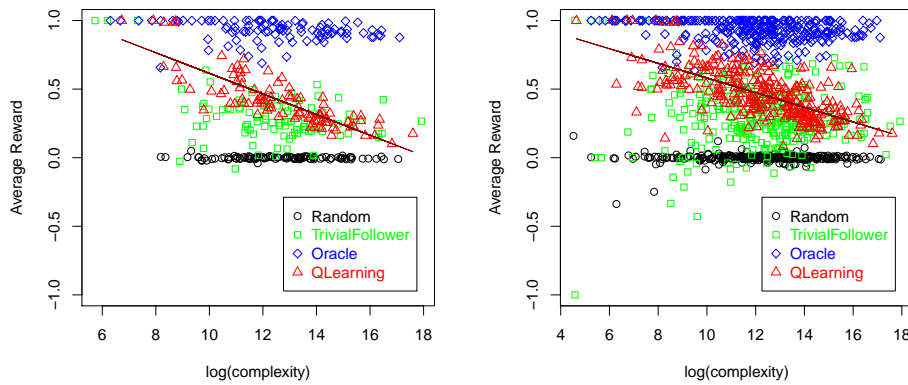 Average Reward
1.0
0.5
0.0
−0.5
−1.0
Random
TrivialFollower
Oracle
QLearning
6 8 10 12 14 16 18
log(complexity)
Average Reward
1.0
0.5
0.0
−0.5
−1.0
Random
TrivialFollower
Oracle
QLearning
4 6 8 10 12 14 16 18
log(complexity)